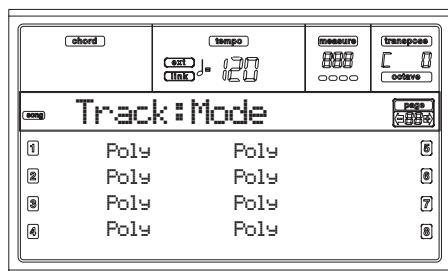 chord tempo measure transpose
ext link ♩= 120 888 C 0
octave
song Track:Mode page 88
1 Poly Poly 5
2 Poly Poly 6
3 Poly Poly 7
4 Poly Poly 8